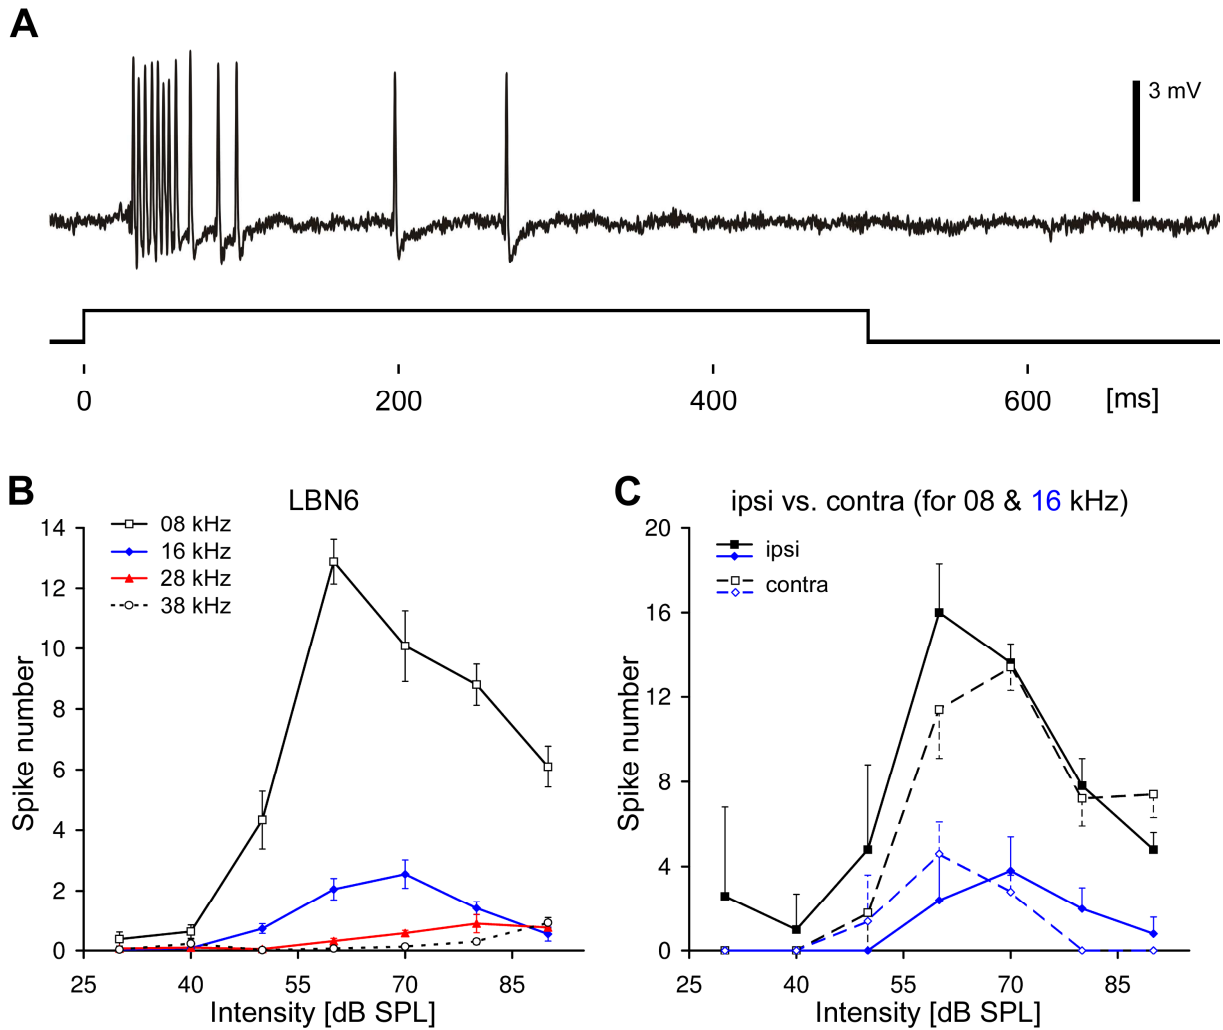 A
3 mV
0 200 400 600 [ms]
B
LBN6
08 kHz
16 kHz
28 kHz
38 kHz
Spike number
14
12
10
8
6
4
2
0
25 40 55 70 85
Intensity [dB SPL]
C
ipsi vs. contra (for 08 & 16 kHz)
ipsi
contra
Spike number
20
16
12
8
4
0
25 40 55 70 85
Intensity [dB SPL]